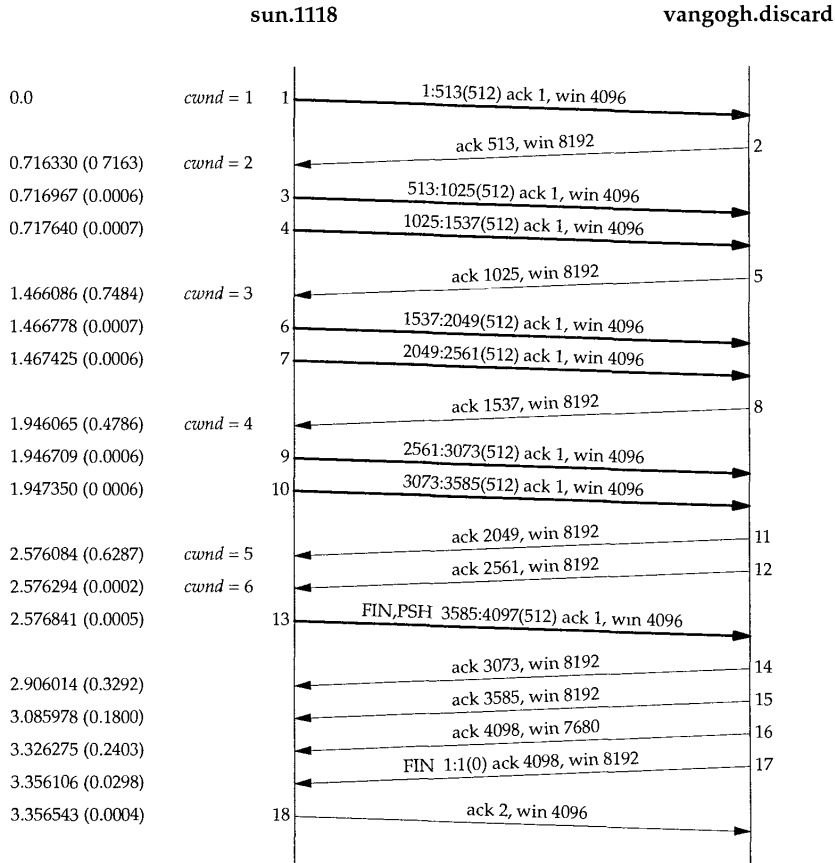 sun.1118 vangogh.discard
0.0 cwnd = 1 1 1:513(512) ack 1, win 4096
ack 513, win 8192 2
0.716330 (0 7163) cwnd = 2
0.716967 (0.0006) 3 513:1025(512) ack 1, win 4096
0.717640 (0.0007) 4 1025:1537(512) ack 1, win 4096
ack 1025, win 8192 5
1.466086 (0.7484) cwnd = 3
1.466778 (0.0007) 6 1537:2049(512) ack 1, win 4096
1.467425 (0.0006) 7 2049:2561(512) ack 1, win 4096
ack 1537, win 8192 8
1.946065 (0.4786) cwnd = 4
1.946709 (0.0006) 9 2561:3073(512) ack 1, win 4096
1.947350 (0 0006) 10 3073:3585(512) ack 1, win 4096
ack 2049, win 8192 11
2.576084 (0.6287) cwnd = 5
ack 2561, win 8192 12
2.576294 (0.0002) cwnd = 6
2.576841 (0.0005) 13 FIN,PSH 3585:4097(512) ack 1, win 4096
ack 3073, win 8192 14
2.906014 (0.3292)
ack 3585, win 8192 15
3.085978 (0.1800)
ack 4098, win 7680 16
3.326275 (0.2403)
FIN 1:1(0) ack 4098, win 8192 17
3.356106 (0.0298)
3.356543 (0.0004) 18 ack 2, win 4096